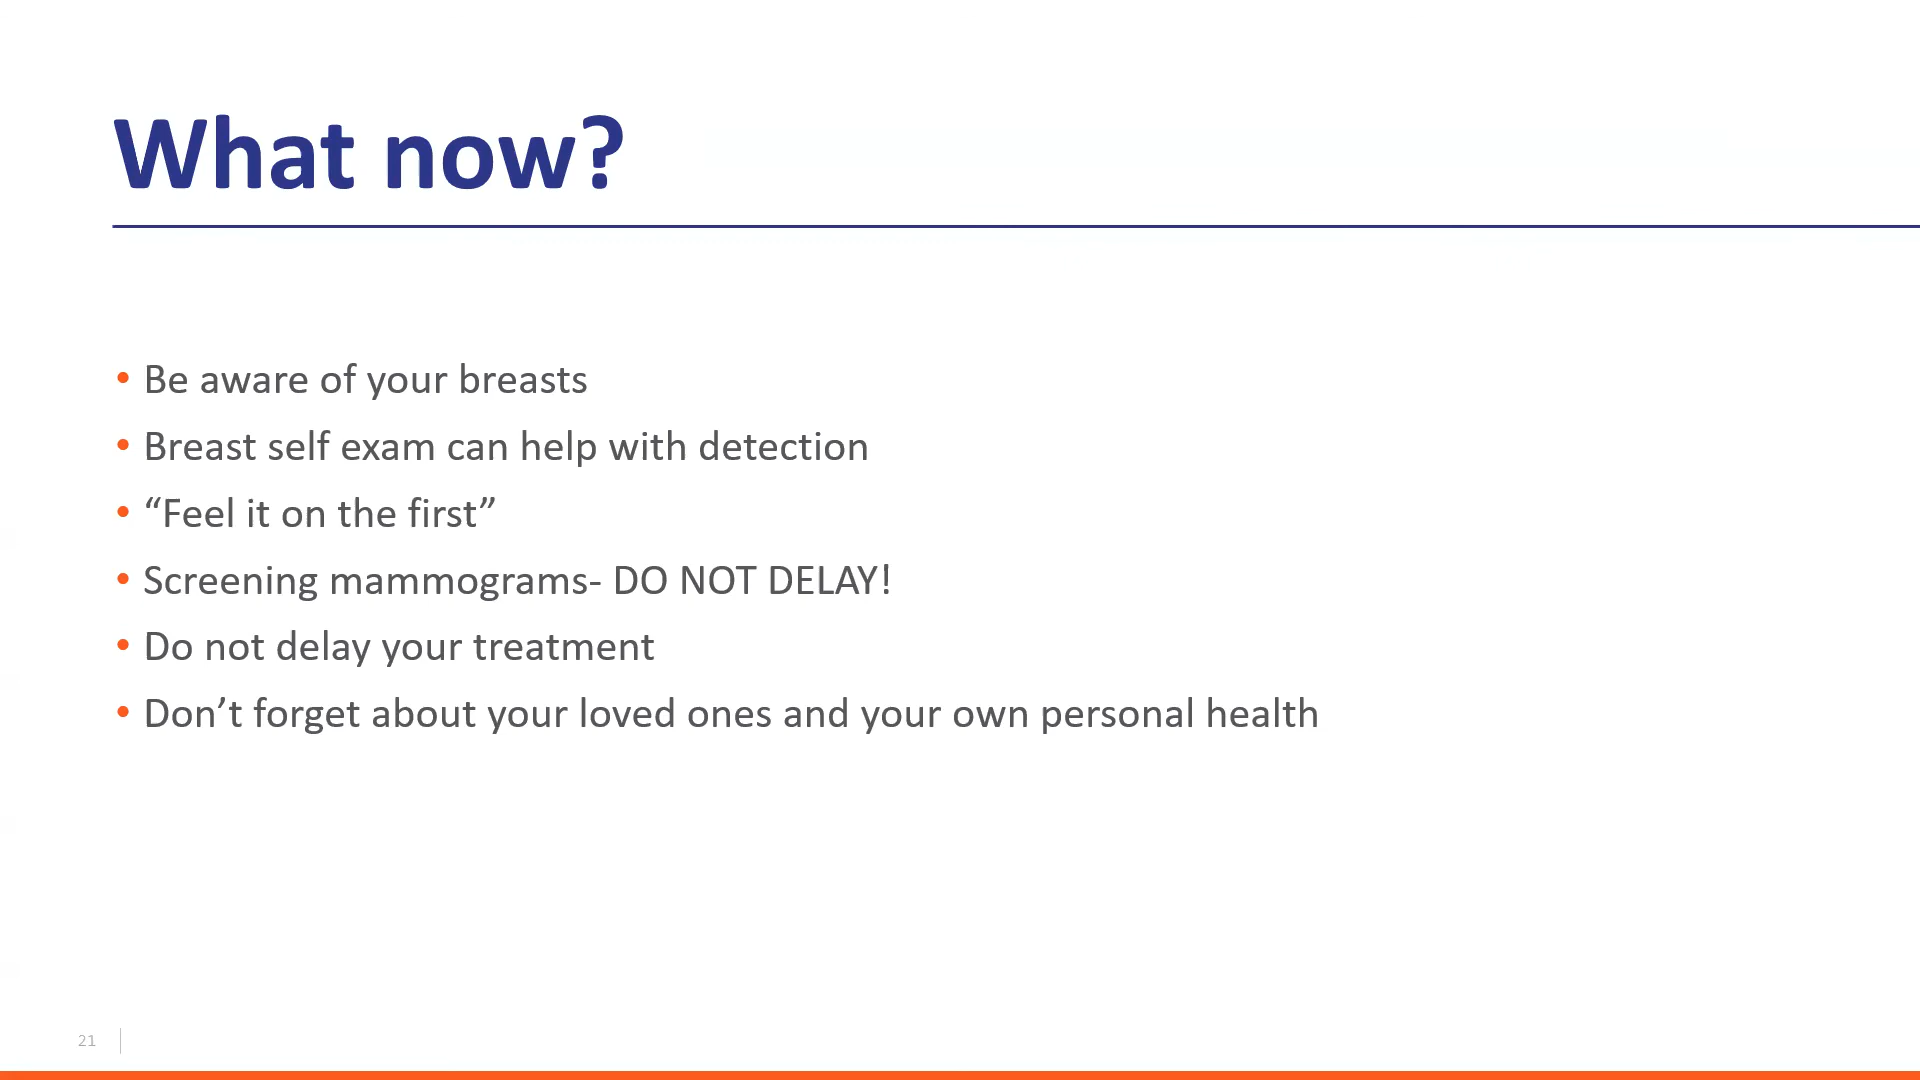 What now?
• Be aware of your breasts
• Breast self exam can help with detection
• “Feel it on the first”
• Screening mammograms- DO NOT DELAY!
• Do not delay your treatment
• Don’t forget about your loved ones and your own personal health
21